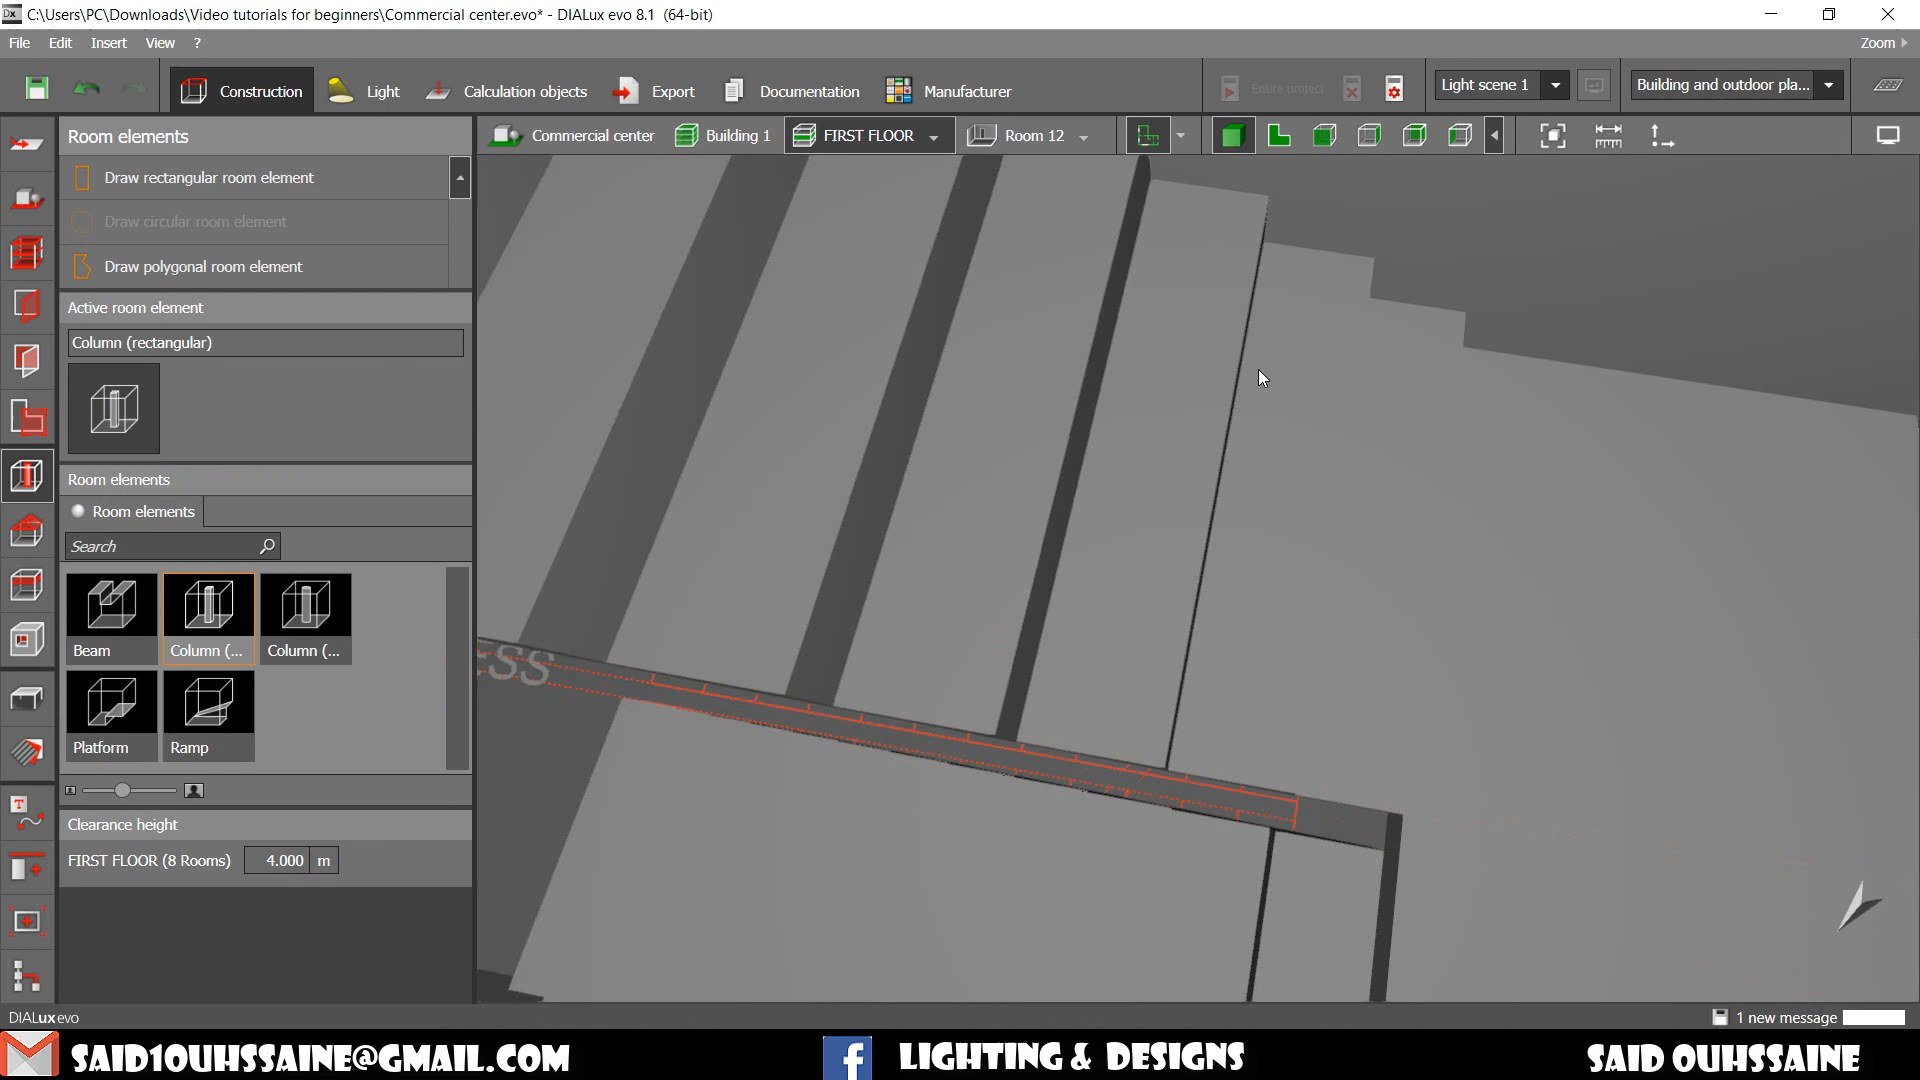 Dx C:\Users\PC\Downloads\Video tutorials for beginners\Commercial center.evo* - DIALux evo 8.1 (64-bit)
File Edit Insert View ? Zoom
Construction Light Calculation objects Export Documentation Manufacturer Entire project Light scene 1 Building and outdoor pla...
Room elements
Commercial center Building 1 FIRST FLOOR Room 12
Draw rectangular room element
Draw circular room element
Draw polygonal room element
Active room element
Column (rectangular)
Room elements
Room elements
Search
Beam Column (... Column (...
Platform Ramp
Clearance height
FIRST FLOOR (8 Rooms) 4.000 m
DIALux evo
1 new message
SAID1OUHSSAINE@GMAIL.COM
LIGHTING & DESIGNS
SAID OUHSSAINE